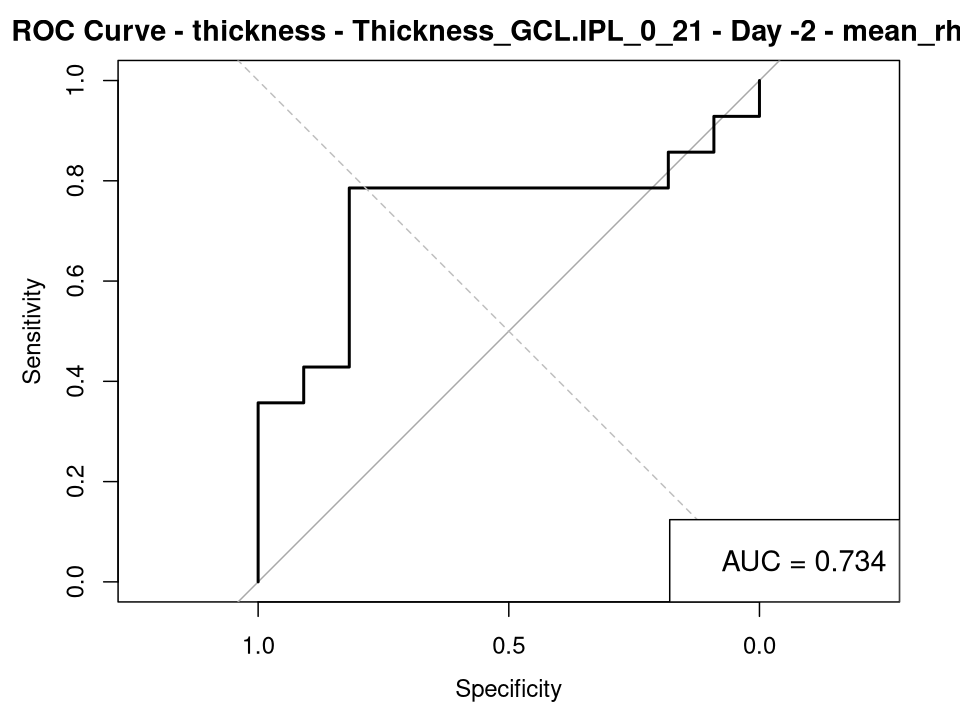 ROC Curve - thickness - Thickness_GCL.IPL_0_21 - Day -2 - mean_rh
1.0
0.8
0.6
0.4
0.2
0.0
Sensitivity
AUC = 0.734
1.0 0.5 0.0
Specificity